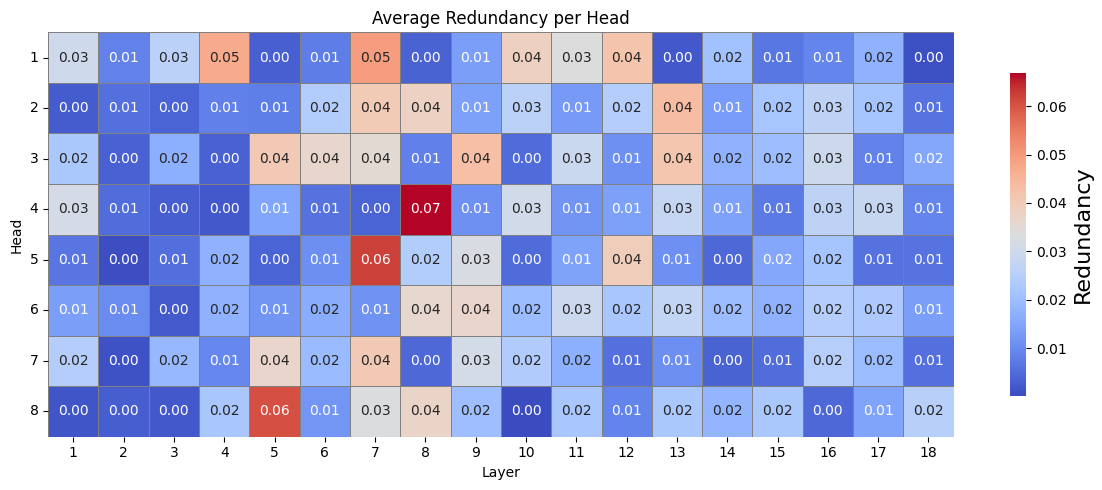 Average Redundancy per Head
1 0.03 0.01 0.03 0.05 0.00 0.01 0.05 0.00 0.01 0.04 0.03 0.04 0.00 0.02 0.01 0.01 0.02 0.00
2 0.00 0.01 0.00 0.01 0.01 0.02 0.04 0.04 0.01 0.03 0.01 0.02 0.04 0.01 0.02 0.03 0.02 0.01
3 0.02 0.00 0.02 0.00 0.04 0.04 0.04 0.01 0.04 0.00 0.03 0.01 0.04 0.02 0.02 0.03 0.01 0.02
4 0.03 0.01 0.00 0.00 0.01 0.01 0.00 0.07 0.01 0.03 0.01 0.01 0.03 0.01 0.01 0.03 0.03 0.01
5 0.01 0.00 0.01 0.02 0.00 0.01 0.06 0.02 0.03 0.00 0.01 0.04 0.01 0.00 0.02 0.02 0.01 0.01
6 0.01 0.01 0.00 0.02 0.01 0.02 0.01 0.04 0.04 0.02 0.03 0.02 0.03 0.02 0.02 0.02 0.02 0.01
7 0.02 0.00 0.02 0.01 0.04 0.02 0.04 0.00 0.03 0.02 0.02 0.01 0.01 0.00 0.01 0.02 0.02 0.01
8 0.00 0.00 0.00 0.02 0.06 0.01 0.03 0.04 0.02 0.00 0.02 0.01 0.02 0.02 0.02 0.00 0.01 0.02
1 2 3 4 5 6 7 8 9 10 11 12 13 14 15 16 17 18
Layer
Head
0.06
0.05
0.04
0.03
0.02
0.01
Redundancy